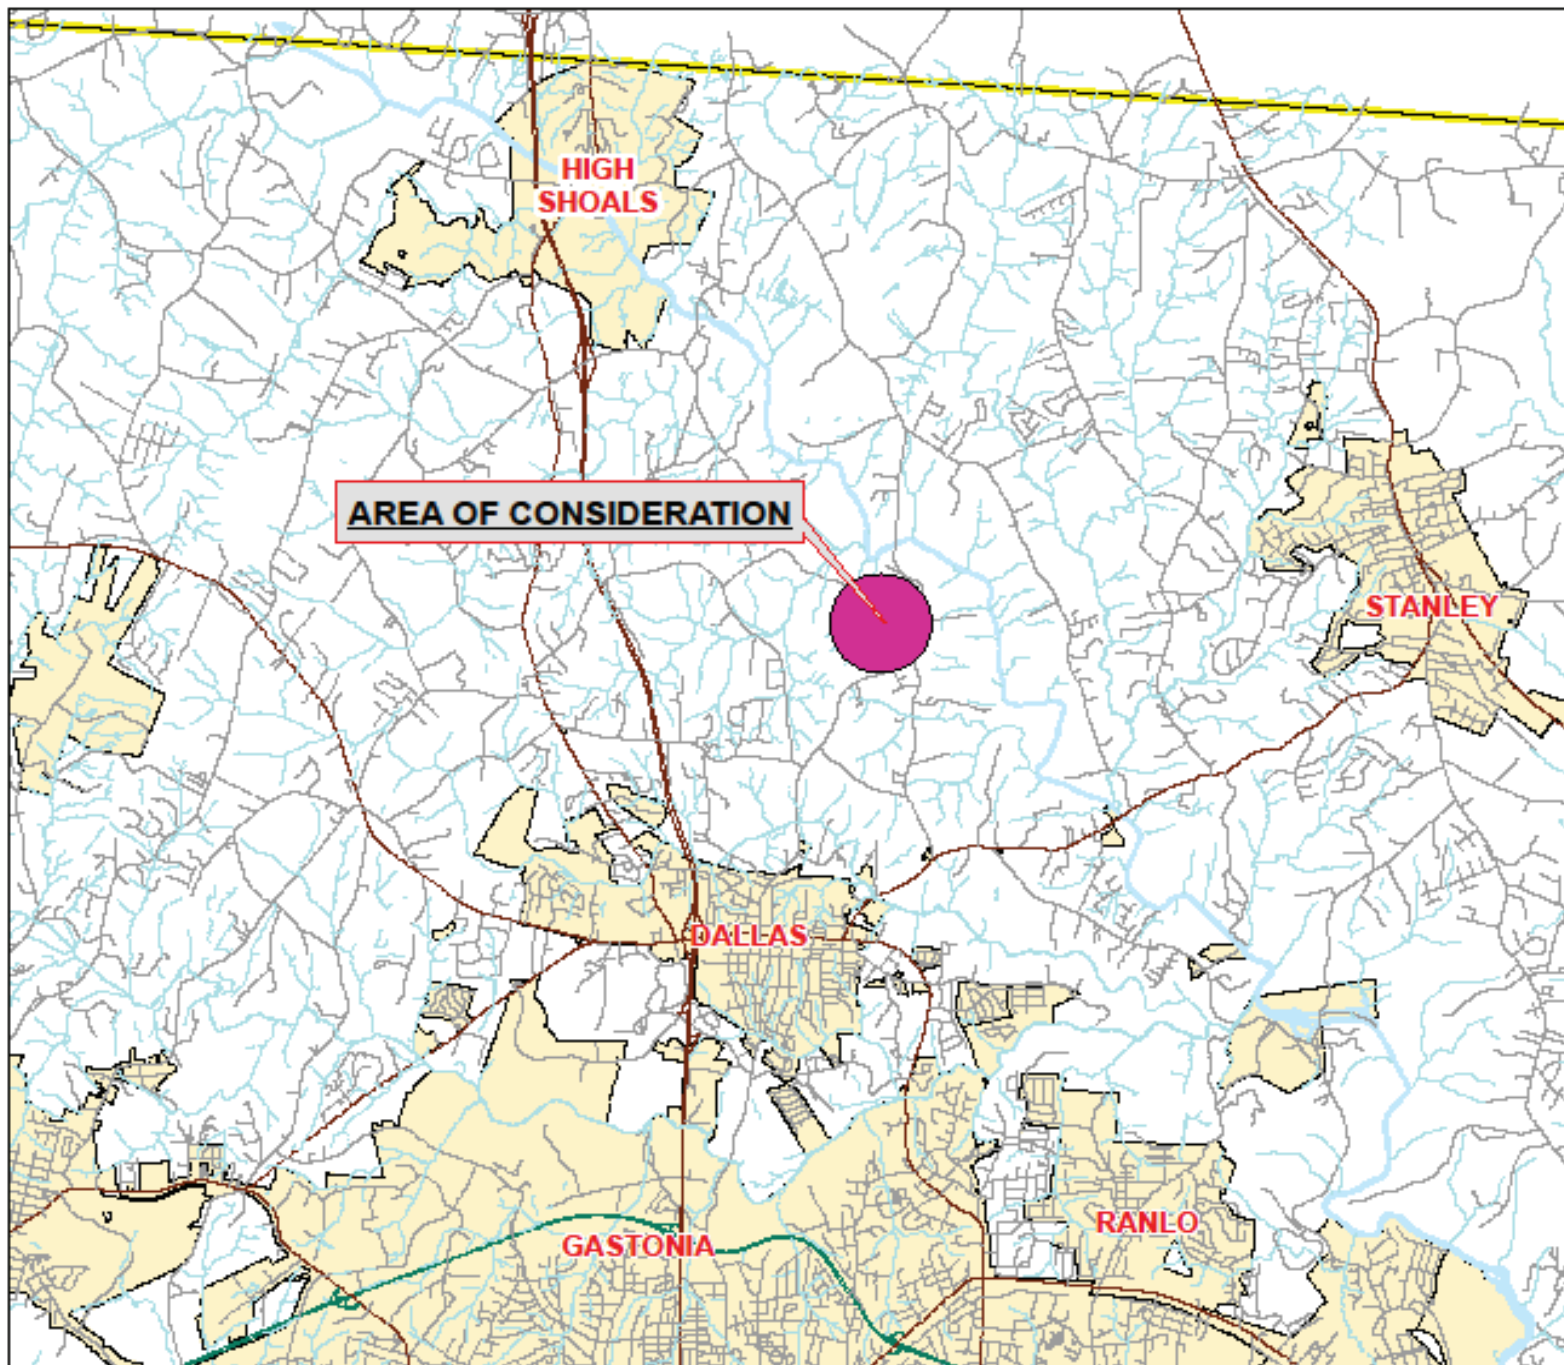 HIGH
SHOALS
AREA OF CONSIDERATION
STANLEY
DALLAS
RANLO
GASTONIA